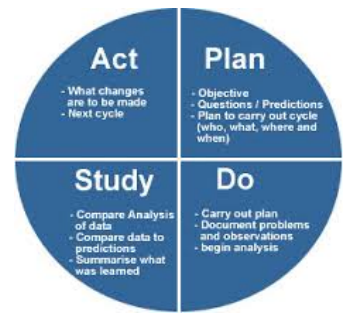 Act
- What changes
are to be made
- Next cycle
Plan
- Objective
- Questions / Predictions
- Plan to carry out cycle
(who, what, where and
when)
Study
- Compare Analysis
of data
- Compare data to
predictions
- Summarise what
was learned
Do
- Carry out plan
- Document problems
and observations
- begin analysis